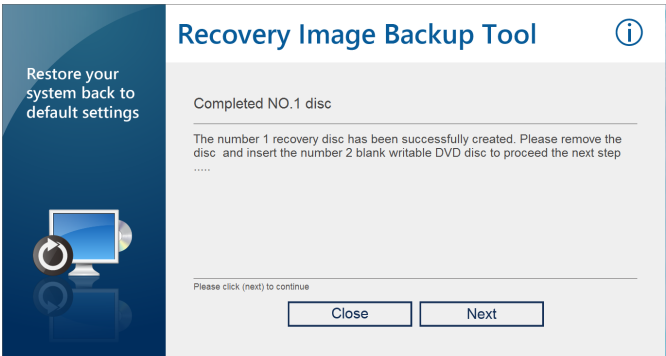 Recovery Image Backup Tool
Restore your
system back to
default settings
Completed NO.1 disc
The number 1 recovery disc has been successfully created. Please remove the
disc  and insert the number 2 blank writable DVD disc to proceed the next step
.....
Please click (next) to continue
Close
Next